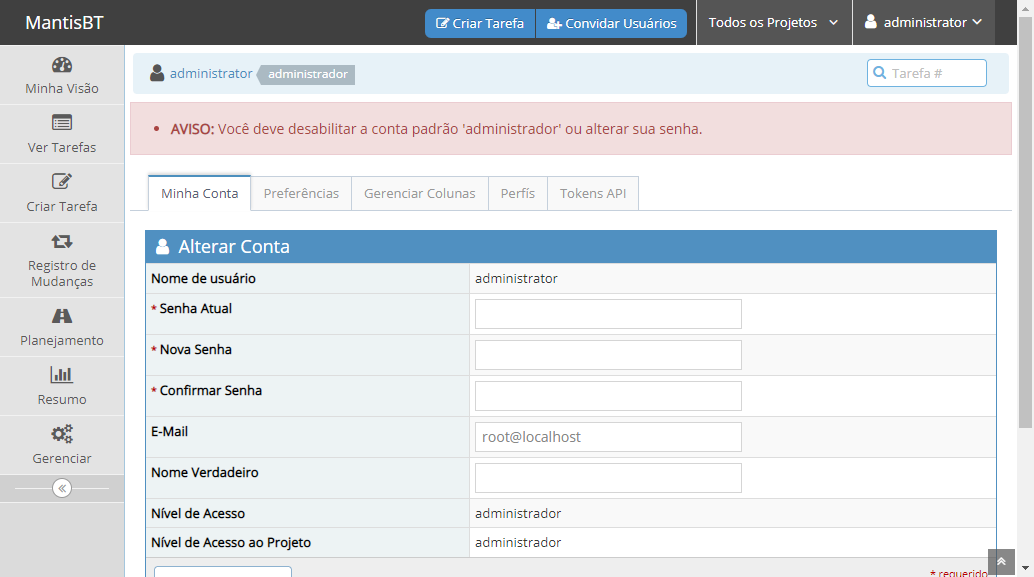 MantisBT
Criar Tarefa
Convidar Usuários
Todos os Projetos
administrator
Minha Visão
Ver Tarefas
Criar Tarefa
Registro de
Mudanças
Planejamento
Resumo
Gerenciar
administrator administrador
Tarefa #
AVISO: Você deve desabilitar a conta padrão 'administrador' ou alterar sua senha.
Minha Conta
Preferências
Gerenciar Colunas
Perfís
Tokens API
Alterar Conta
Nome de usuário administrator
* Senha Atual
* Nova Senha
* Confirmar Senha
E-Mail root@localhost
Nome Verdadeiro
Nível de Acesso administrador
Nível de Acesso ao Projeto administrador
* requerido